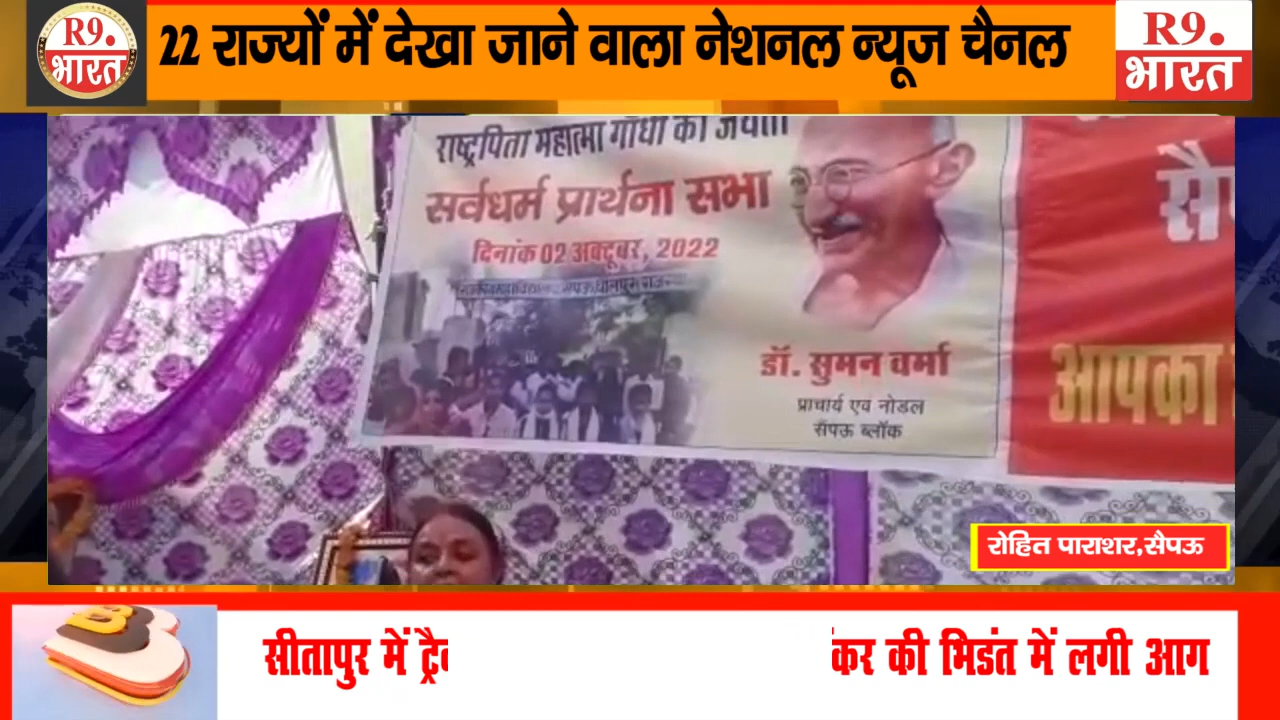 R9.
भारत
22 राज्यों में देखा जाने वाला नेशनल न्यूज चैनल
R9.
भारत
राष्ट्रपिता महात्मा गाँधी की जयंती
सर्वधर्म प्रार्थना सभा
दिनांक 02 अक्टूबर, 2022
डॉ. सुमन वर्मा
प्राचार्य एवं नोडल
सैंपऊ ब्लॉक
सैप
आपका
रोहित पाराशर,सैपऊ
सीतापुर में ट्रै
कर की भिडंत में लगी आग